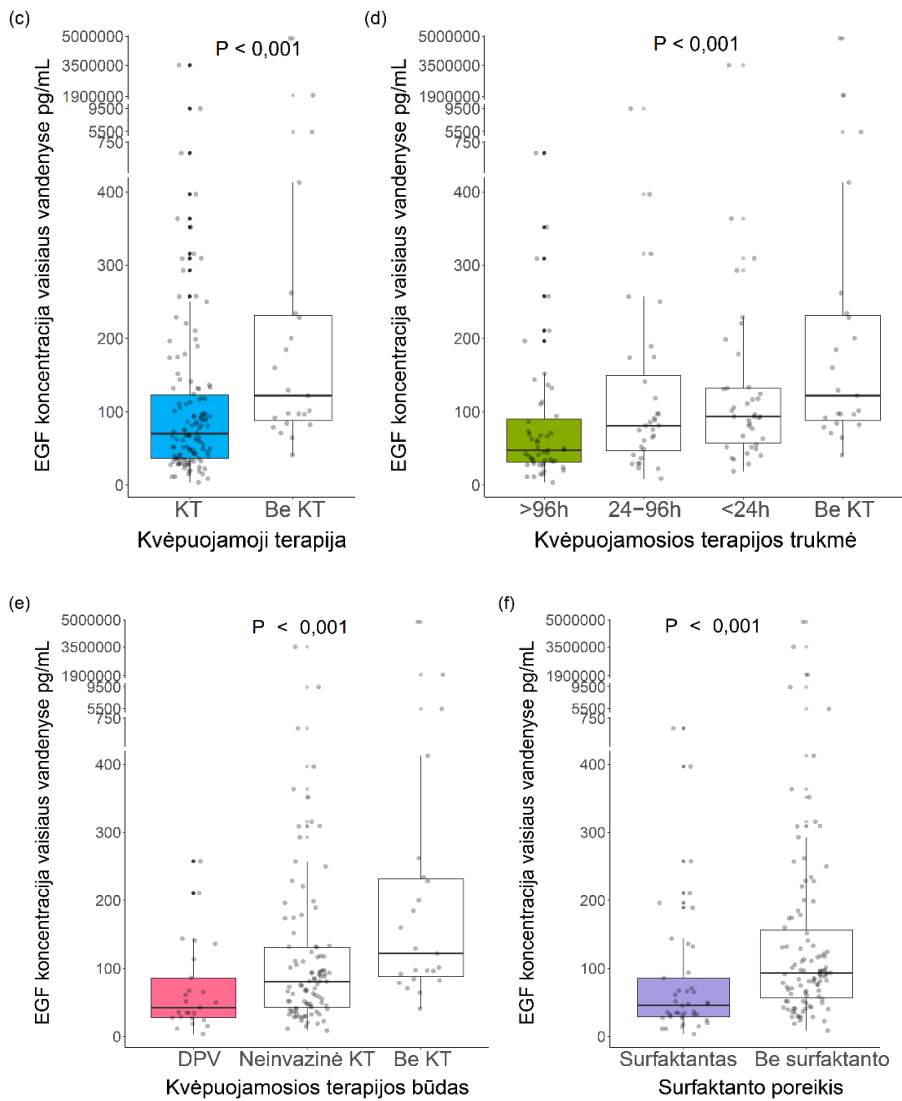 (c)
P < 0,001
EGF koncentracija vaisiaus vandenyse pg/mL
5000000
3500000
1900000
9500
5500
750
400
300
200
100
0
KT
Be KT
Kvėpuojamoji terapija
(d)
P < 0,001
EGF koncentracija vaisiaus vandenyse pg/mL
5000000
3500000
1900000
9500
5500
750
400
300
200
100
0
>96h
24−96h
<24h
Be KT
Kvėpuojamosios terapijos trukmė
(e)
P < 0,001
EGF koncentracija vaisiaus vandenyse pg/mL
5000000
3500000
1900000
9500
5500
750
400
300
200
100
0
DPV
Neinvazinė KT
Be KT
Kvėpuojamosios terapijos būdas
(f)
P < 0,001
EGF koncentracija vaisiaus vandenyse pg/mL
5000000
3500000
1900000
9500
5500
750
400
300
200
100
0
Surfaktantas
Be surfaktanto
Surfaktanto poreikis